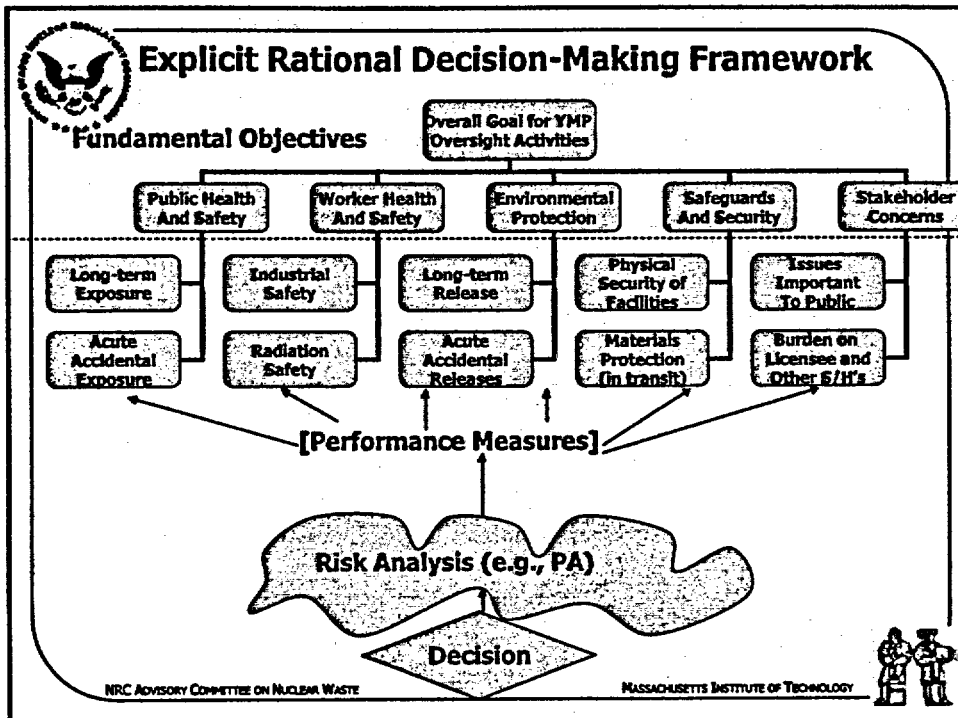 Explicit Rational Decision-Making Framework
Fundamental Objectives
Overall Goal for YMP
Oversight Activities
Public Health
And Safety
Worker Health
And Safety
Environmental
Protection
Safeguards
And Security
Stakeholder
Concerns
Long-term
Exposure
Industrial
Safety
Long-term
Release
Physical
Security of
Facilities
Issues
Important
To Public
Acute
Accidental
Exposure
Radiation
Safety
Acute
Accidental
Releases
Materials
Protection
(in transit)
Burden on
Licensee and
Other S/H's
[Performance Measures]
Risk Analysis (e.g., PA)
Decision
NRC ADVISORY COMMITTEE ON NUCLEAR WASTE
MASSACHUSETTS INSTITUTE OF TECHNOLOGY